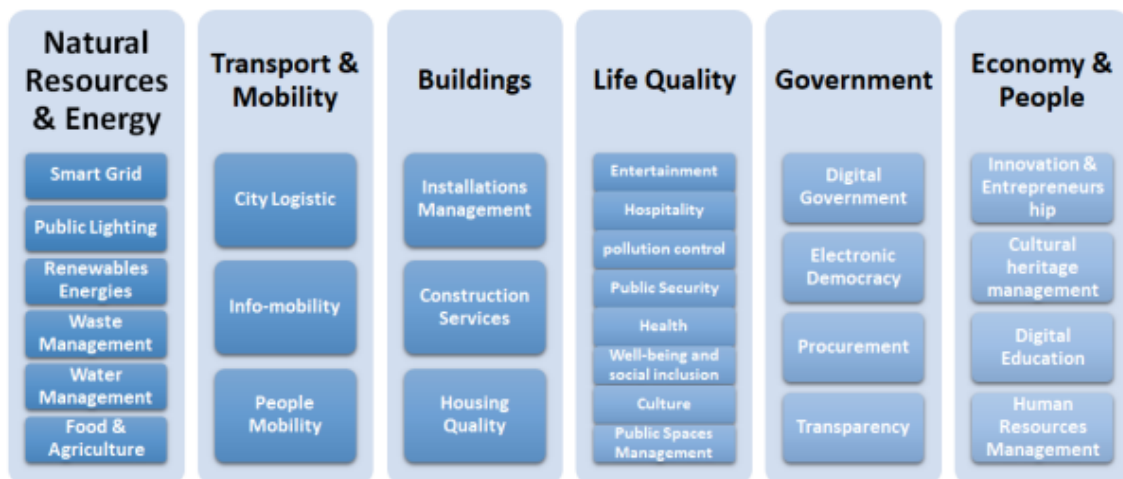 Natural
Resources
& Energy
Smart Grid
Public Lighting
Renewables
Energies
Waste
Management
Water
Management
Food &
Agriculture
Transport &
Mobility
City Logistic
Info-mobility
People
Mobility
Buildings
Installations
Management
Construction
Services
Housing
Quality
Life Quality
Entertainment
Hospitality
pollution control
Public Security
Health
Well-being and
social inclusion
Culture
Public Spaces
Management
Government
Digital
Government
Electronic
Democracy
Procurement
Transparency
Economy &
People
Innovation &
Entrepreneurs
hip
Cultural
heritage
management
Digital
Education
Human
Resources
Management